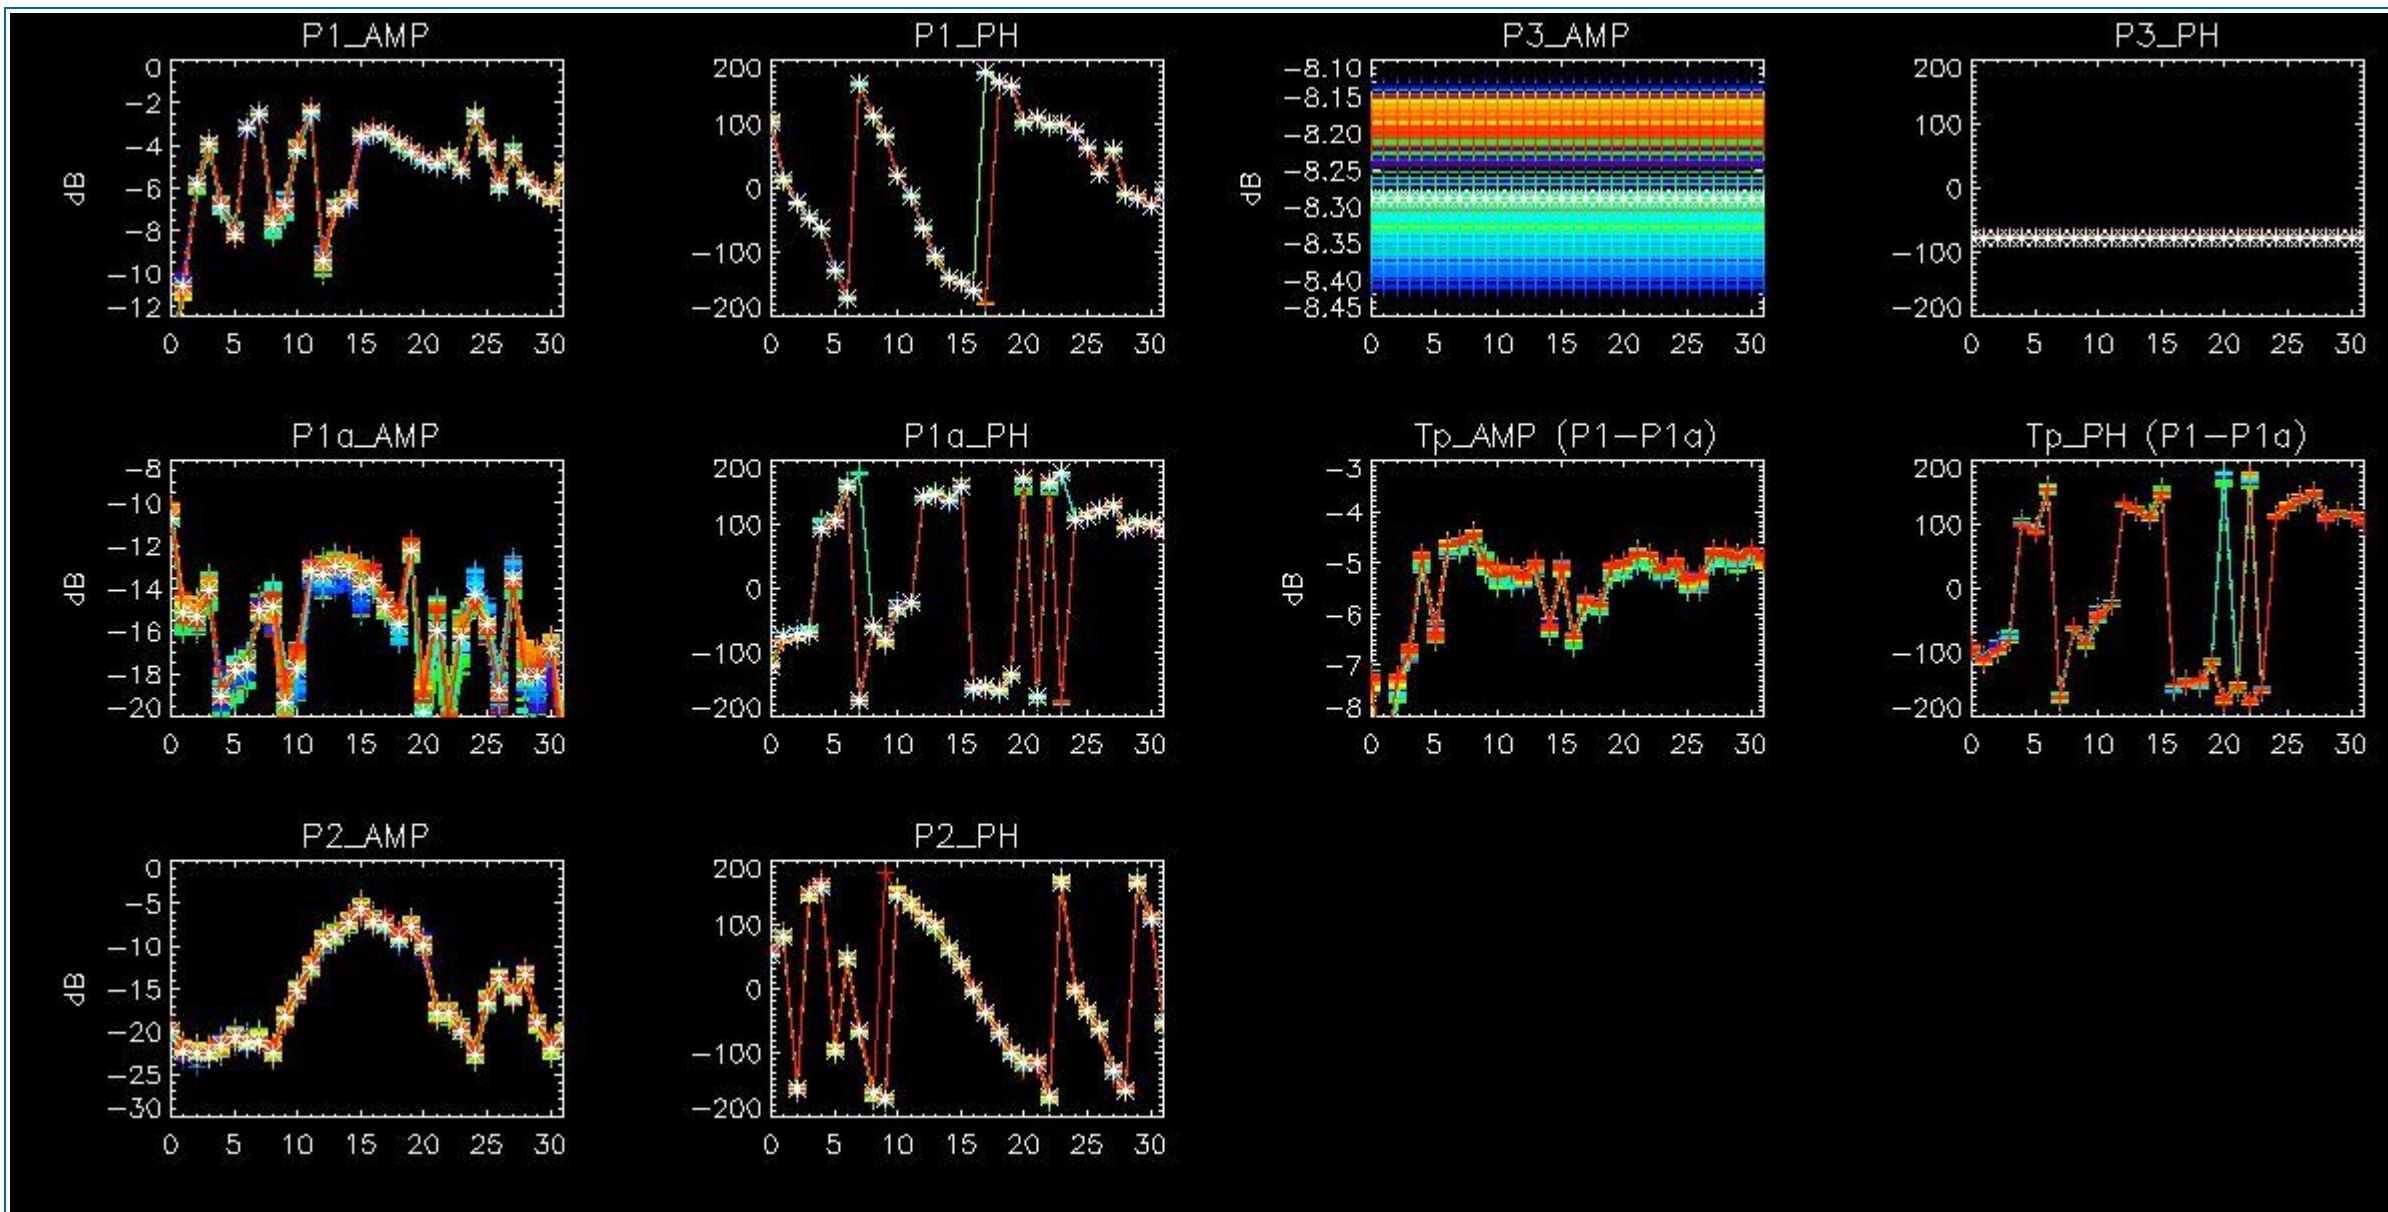 P1_AMP
0
−2
−4
−6
−8
−10
−12
dB
0 5 10 15 20 25 30
P1_PH
200
100
0
−100
−200
0 5 10 15 20 25 30
P3_AMP
−8.10
−8.15
−8.20
−8.25
−8.30
−8.35
−8.40
−8.45
dB
0 5 10 15 20 25 30
P3_PH
200
100
0
−100
−200
0 5 10 15 20 25 30
P1a_AMP
−8
−10
−12
−14
−16
−18
−20
dB
0 5 10 15 20 25 30
P1a_PH
200
100
0
−100
−200
0 5 10 15 20 25 30
Tp_AMP (P1−P1a)
−3
−4
−5
−6
−7
−8
dB
0 5 10 15 20 25 30
Tp_PH (P1−P1a)
200
100
0
−100
−200
0 5 10 15 20 25 30
P2_AMP
0
−5
−10
−15
−20
−25
−30
dB
0 5 10 15 20 25 30
P2_PH
200
100
0
−100
−200
0 5 10 15 20 25 30